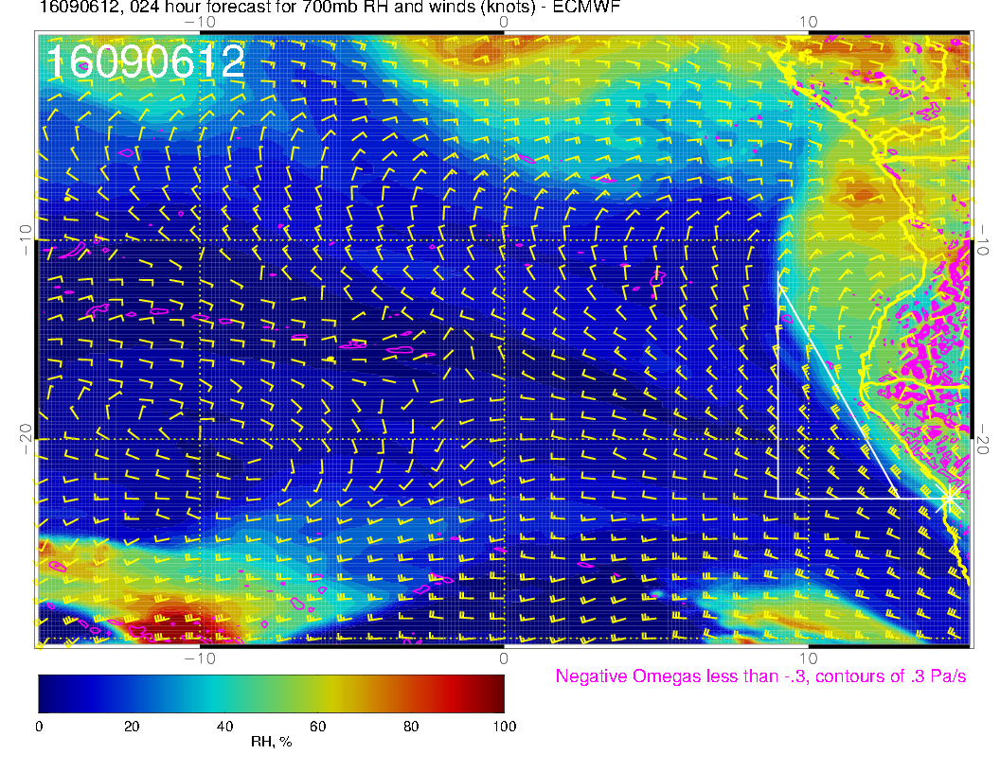 16090612, 024 hour forecast for 700mb RH and winds (knots) - ECMWF
-10 0 10
16090612
-10 -10
-20 -20
-10 0 10
Negative Omegas less than -.3, contours of .3 Pa/s
0 20 40 60 80 100
RH, %